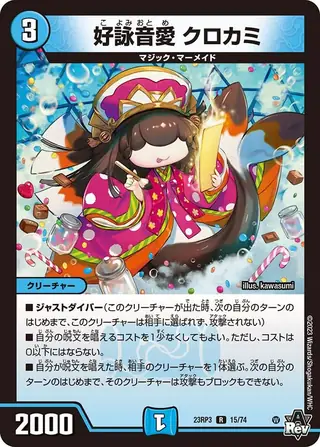 3
こよみおとめ
好詠音愛 クロカミ
マジック・マーメイド
illus. kawasumi
クリーチャー
■ジャストダイバー(このクリーチャーが出た時、次の自分のターンのはじめまで、このクリーチャーは相手に選ばれず、攻撃されない)
■自分の呪文を唱えるコストを1少なくしてもよい。ただし、コストは0以下にはならない。
■自分が呪文を唱えた時、相手のクリーチャーを1体選ぶ。次の自分のターンのはじめまで、そのクリーチャーは攻撃もブロックもできない。
©2023 Wizards/Shogakukan/WHC
2000
23RP3 R 15/74
Rev